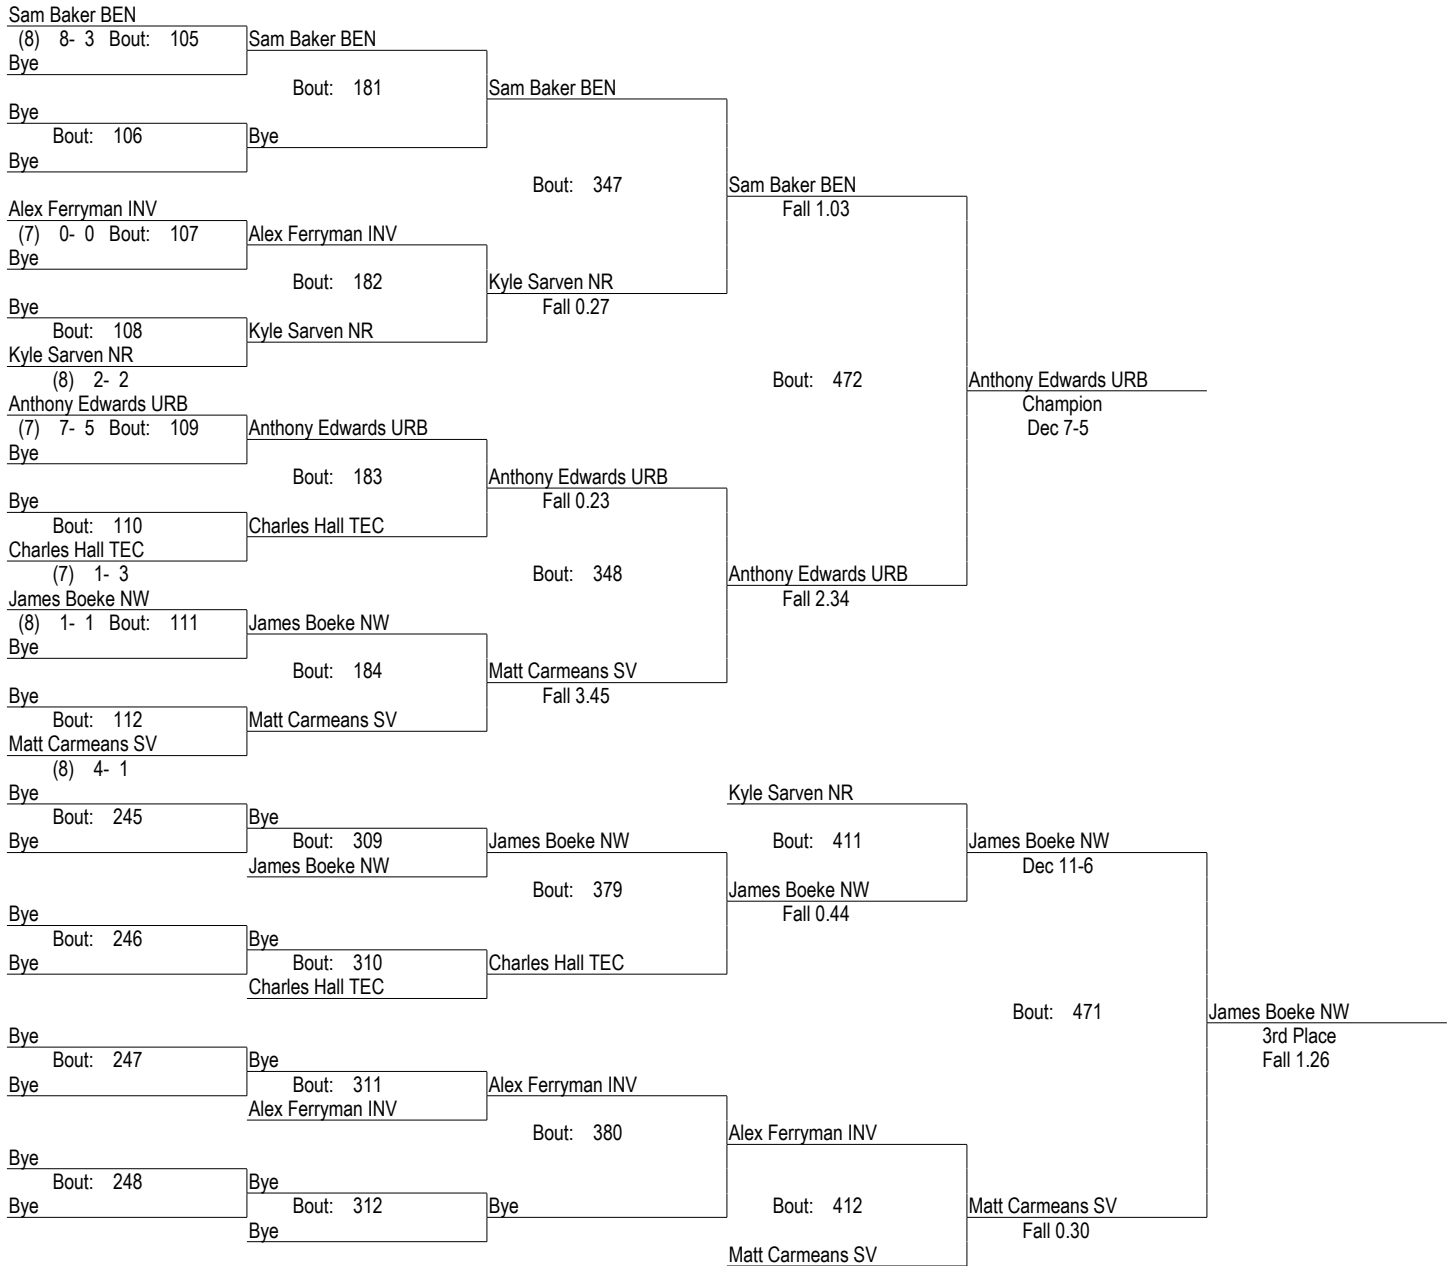 Sam Baker BEN
(8) 8- 3 Bout: 105 Sam Baker BEN
Bye
Bout: 181 Sam Baker BEN
Bye
Bout: 106 Bye
Bye
Bout: 347 Sam Baker BEN
Alex Ferryman INV Fall 1.03
(7) 0- 0 Bout: 107 Alex Ferryman INV
Bye
Bout: 182 Kyle Sarven NR
Bye Fall 0.27
Bout: 108 Kyle Sarven NR
Kyle Sarven NR
(8) 2- 2 Bout: 472 Anthony Edwards URB
Anthony Edwards URB Champion
(7) 7- 5 Bout: 109 Anthony Edwards URB Dec 7-5
Bye
Bout: 183 Anthony Edwards URB
Bye Fall 0.23
Bout: 110 Charles Hall TEC
Charles Hall TEC
(7) 1- 3 Bout: 348 Anthony Edwards URB
James Boeke NW Fall 2.34
(8) 1- 1 Bout: 111 James Boeke NW
Bye
Bout: 184 Matt Carmeans SV
Bye Fall 3.45
Bout: 112 Matt Carmeans SV
Matt Carmeans SV
(8) 4- 1
Bye Kyle Sarven NR
Bout: 245 Bye
Bye Bout: 309 James Boeke NW Bout: 411 James Boeke NW
James Boeke NW Dec 11-6
Bout: 379 James Boeke NW
Bye Fall 0.44
Bout: 246 Bye
Bye Bout: 310 Charles Hall TEC
Charles Hall TEC
Bout: 471 James Boeke NW
Bye 3rd Place
Bout: 247 Bye Fall 1.26
Bye Bout: 311 Alex Ferryman INV
Alex Ferryman INV
Bout: 380 Alex Ferryman INV
Bye
Bout: 248 Bye
Bye Bout: 312 Bye Bout: 412 Matt Carmeans SV
Bye Fall 0.30
Matt Carmeans SV